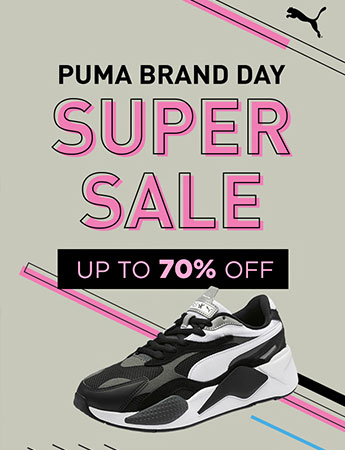 PUMA BRAND DAY
SUPER
SALE
UP TO 70% OFF